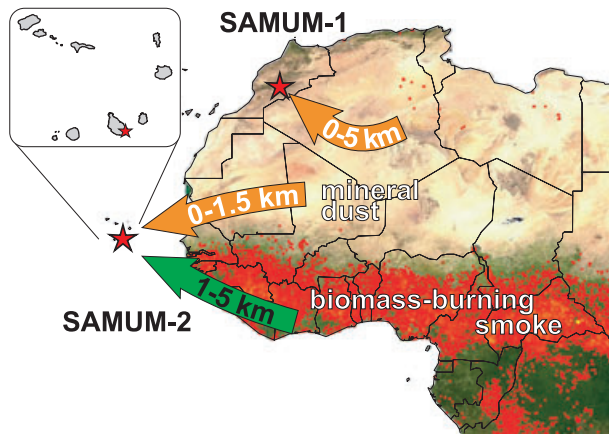 SAMUM-1
0-5 km
0-1.5 km
mineral
dust
1-5 km
biomass-burning
smoke
SAMUM-2